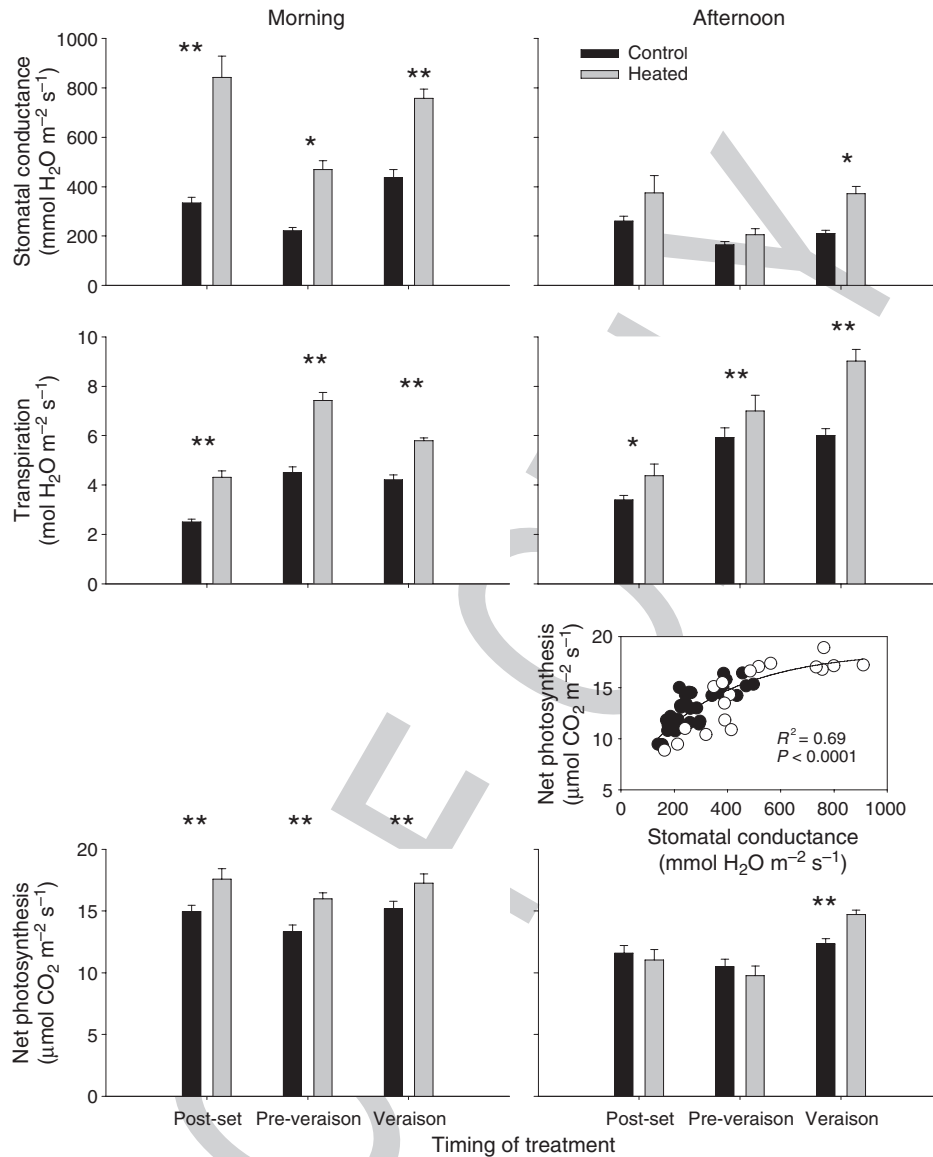 Morning
Afternoon
Stomatal conductance
(mmol H₂O m⁻² s⁻¹)
1000
800
600
400
200
0
**
*
**
Control
Heated
*
Transpiration
(mol H₂O m⁻² s⁻¹)
10
8
6
4
2
0
**
**
**
*
**
**
Net photosynthesis
(µmol CO₂ m⁻² s⁻¹)
20
15
10
5
R² = 0.69
P < 0.0001
0 200 400 600 800 1000
Stomatal conductance
(mmol H₂O m⁻² s⁻¹)
Net photosynthesis
(µmol CO₂ m⁻² s⁻¹)
20
15
10
5
0
**
**
**
**
Post-set Pre-veraison Veraison
Post-set Pre-veraison Veraison
Timing of treatment